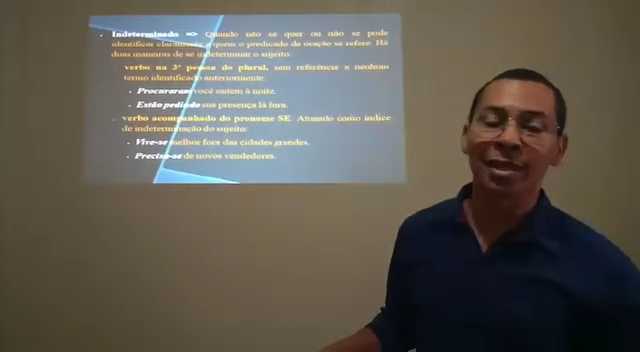 Indeterminado => Quando não se quer ou não se pode
identificar claramente a quem o predicado da oração se refere. Há
duas maneiras de se indeterminar o sujeito:
verbo na 3ª pessoa do plural, sem referência a nenhum
termo identificado anteriormente:
Procuraram você ontem à noite.
Estão pedindo sua presença lá fora.
verbo acompanhado do pronome SE. Atuando como índice
de indeterminação do sujeito:
Vive-se melhor fora das cidades grandes.
Precisa-se de novos vendedores.